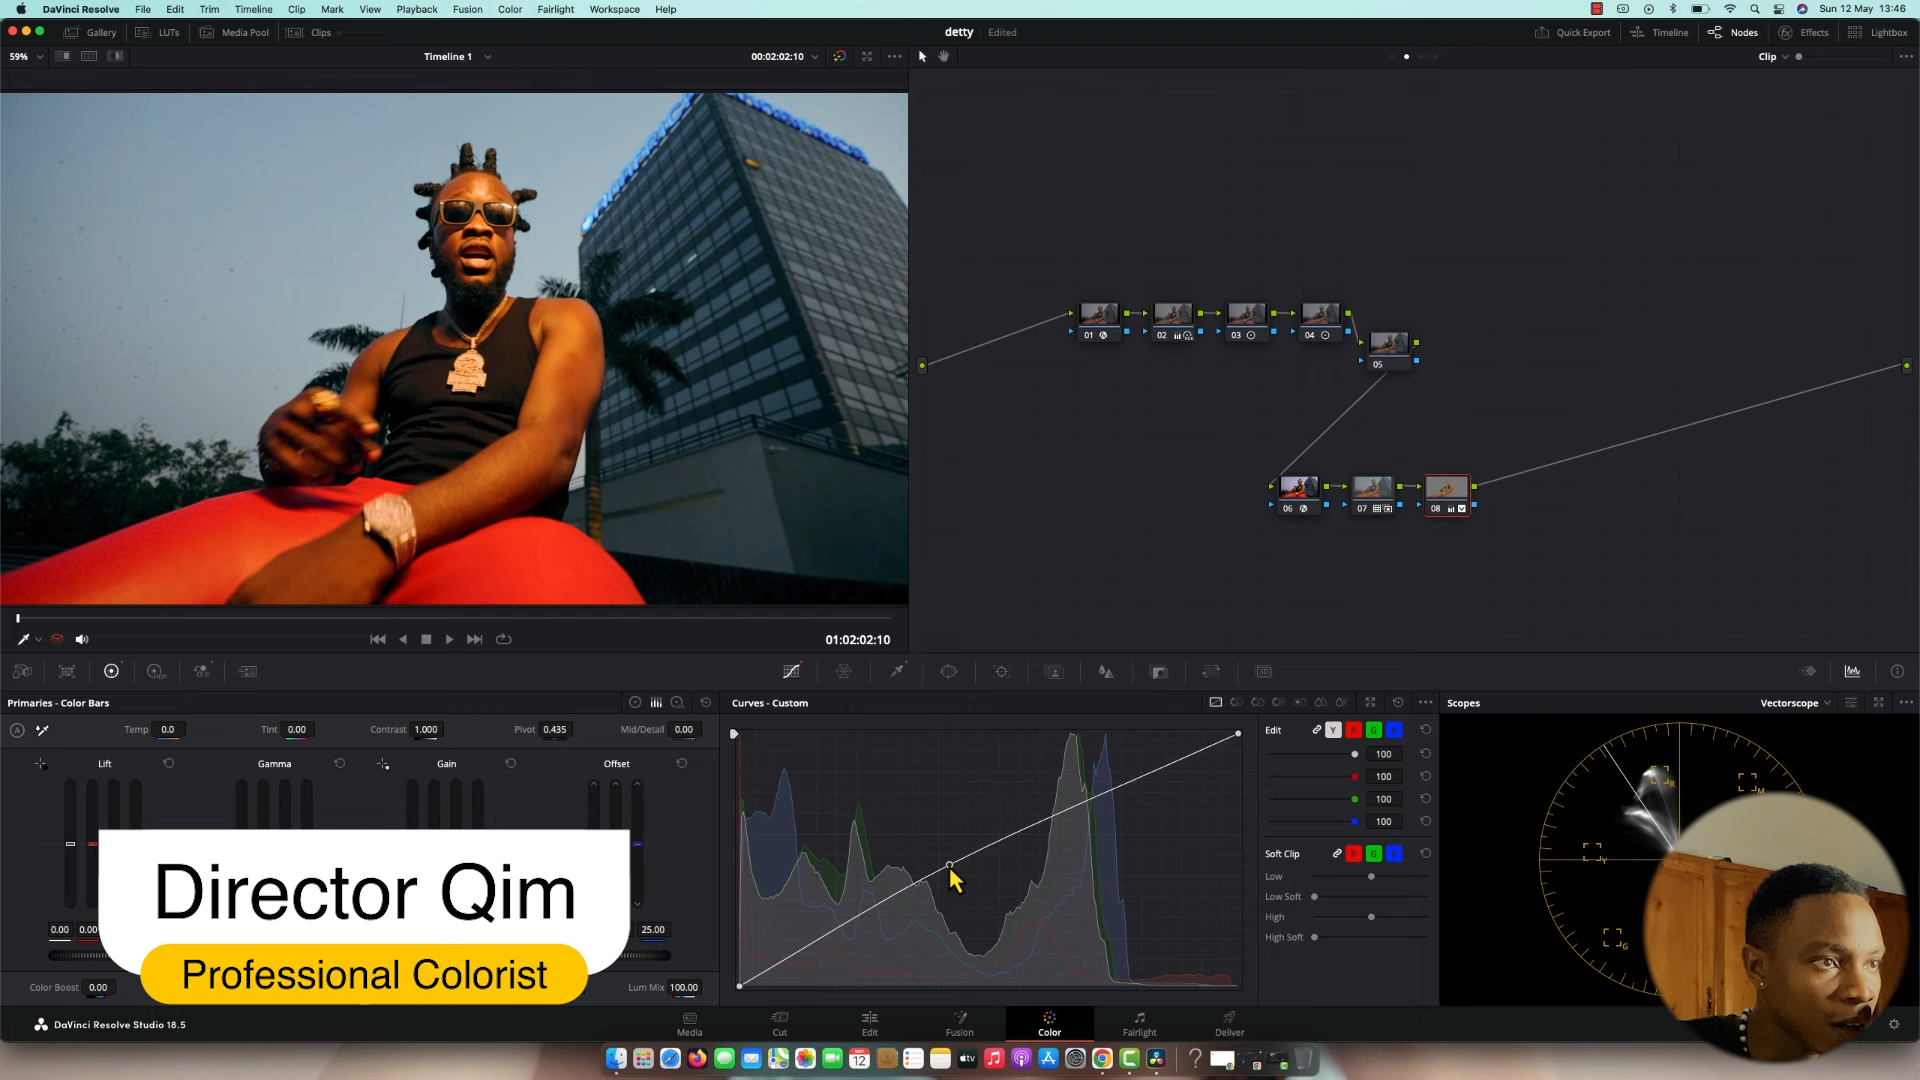 DaVinci Resolve File Edit Trim Timeline Clip Mark View Playback Fusion Color Fairlight Workspace Help Sun 12 May 13:46
Gallery LUTs Media Pool Clips detty Edited Quick Export Timeline Nodes Effects Lightbox
59% Timeline 1 00:02:02:10 Clip
01 02 03 04
05
06 07 08
01:02:02:10
Primaries - Color Bars Curves - Custom Scopes Vectorscope
Temp 0.0 Tint 0.00 Contrast 1.000 Pivot 0.435 Mid/Detail 0.00 Edit Y R G
Lift Gamma Gain Offset 100
100
100
100
Director Qim
0.00 0.00 25.00
Soft Clip R G
Low
Low Soft
High
High Soft
R
M
Y
G
Professional Colorist
Color Boost 0.00 Lum Mix 100.00
DaVinci Resolve Studio 18.5 Media Cut Edit Fusion Color Fairlight Deliver
MAY
12
tv